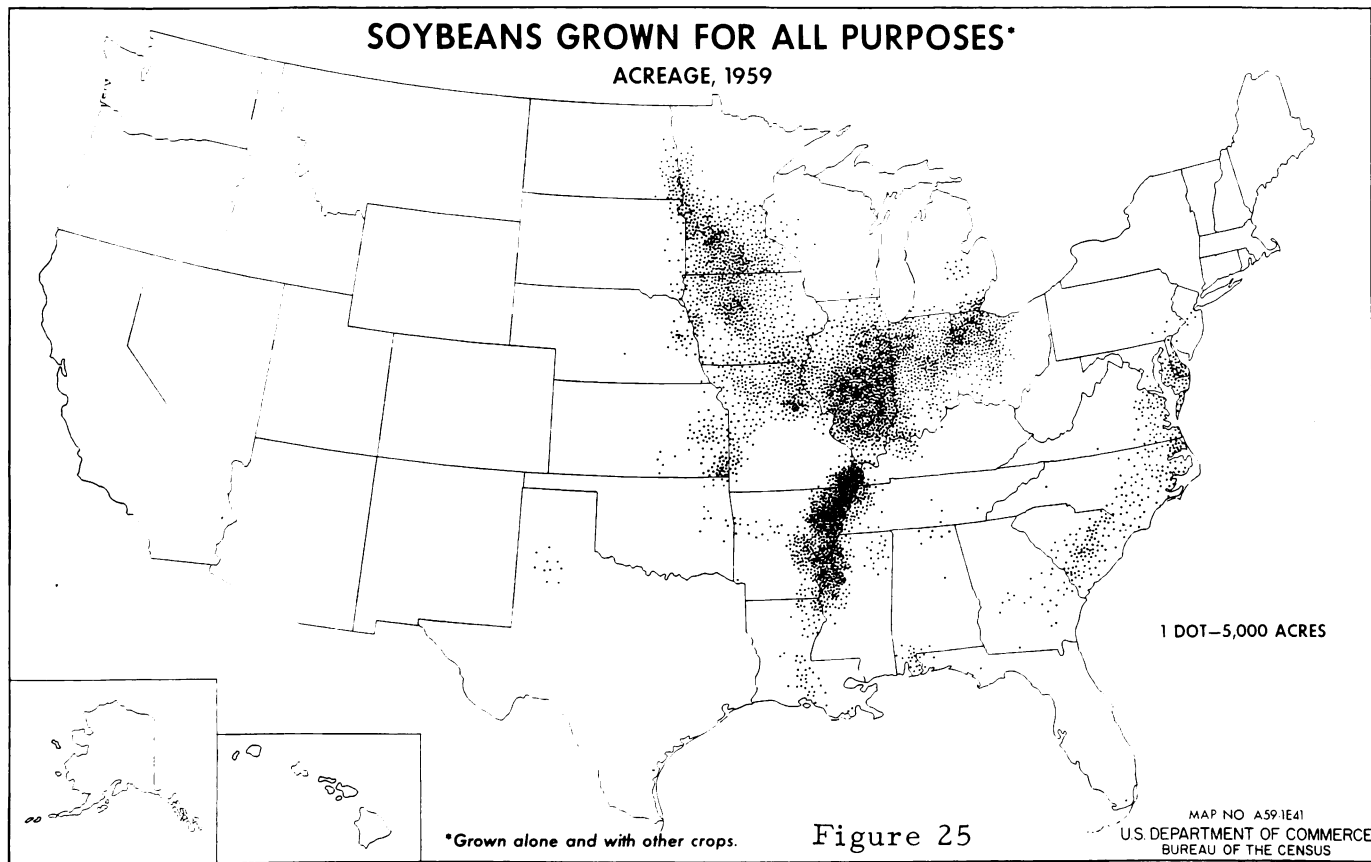 SOYBEANS GROWN FOR ALL PURPOSES*
ACREAGE, 1959
1 DOT—5,000 ACRES
*Grown alone and with other crops.
Figure 25
MAP NO A59-1E41
U.S. DEPARTMENT OF COMMERCE
BUREAU OF THE CENSUS